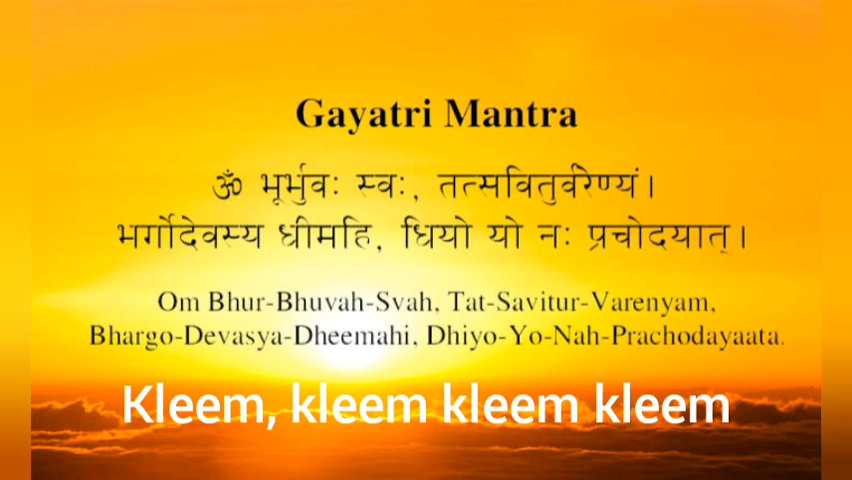 Gayatri Mantra
ॐ भूर्भुवः स्वः, तत्सवितुर्वरेण्यं।
भर्गोदेवस्य धीमहि, धियो यो नः प्रचोदयात्।
Om Bhur-Bhuvah-Svah, Tat-Savitur-Varenyam,
Bhargo-Devasya-Dheemahi, Dhiyo-Yo-Nah-Prachodayaata.
Kleem, kleem kleem kleem